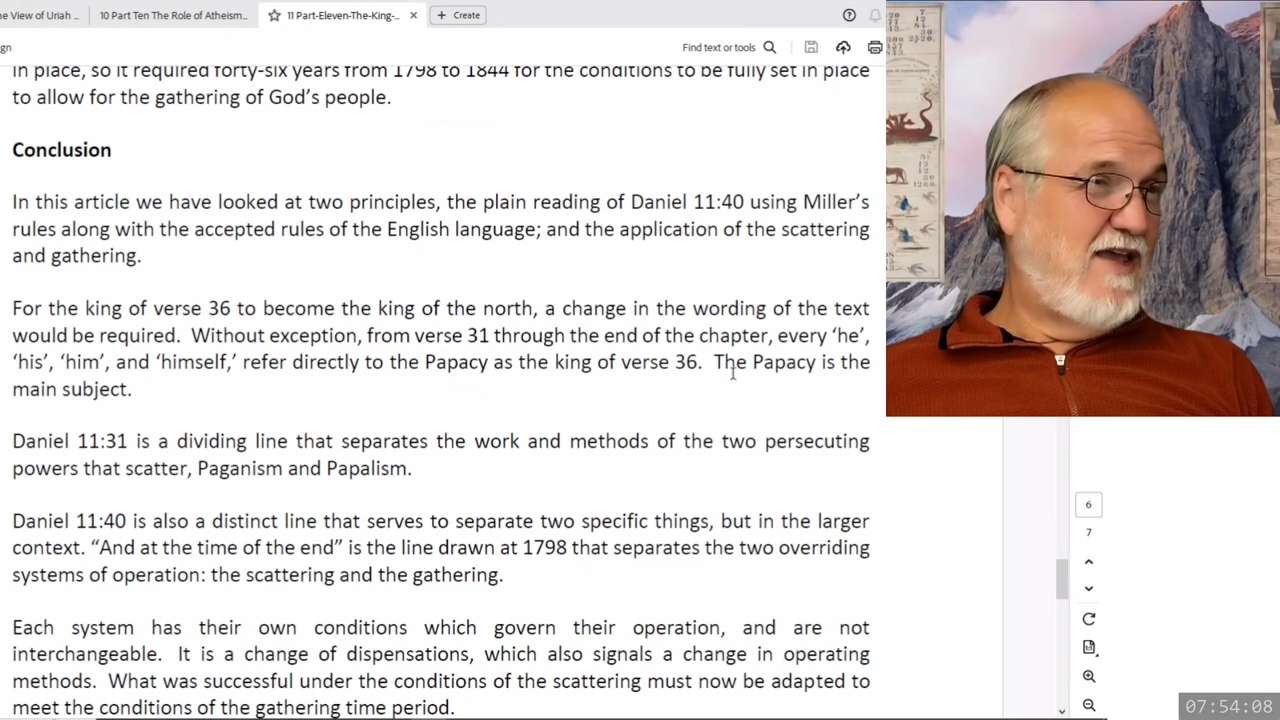 he View of Uriah ...
10 Part Ten The Role of Atheism...
11 Part-Eleven-The-King-...
Create
gn
Find text or tools
in place, so it required forty-six years from 1798 to 1844 for the conditions to be fully set in place
to allow for the gathering of God’s people.
Conclusion
In this article we have looked at two principles, the plain reading of Daniel 11:40 using Miller’s
rules along with the accepted rules of the English language; and the application of the scattering
and gathering.
For the king of verse 36 to become the king of the north, a change in the wording of the text
would be required. Without exception, from verse 31 through the end of the chapter, every ‘he’,
‘his’, ‘him’, and ‘himself,’ refer directly to the Papacy as the king of verse 36. The Papacy is the
main subject.
Daniel 11:31 is a dividing line that separates the work and methods of the two persecuting
powers that scatter, Paganism and Papalism.
Daniel 11:40 is also a distinct line that serves to separate two specific things, but in the larger
context. “And at the time of the end” is the line drawn at 1798 that separates the two overriding
systems of operation: the scattering and the gathering.
Each system has their own conditions which govern their operation, and are not
interchangeable. It is a change of dispensations, which also signals a change in operating
methods. What was successful under the conditions of the scattering must now be adapted to
meet the conditions of the gathering time period.
6
7
07:54:08